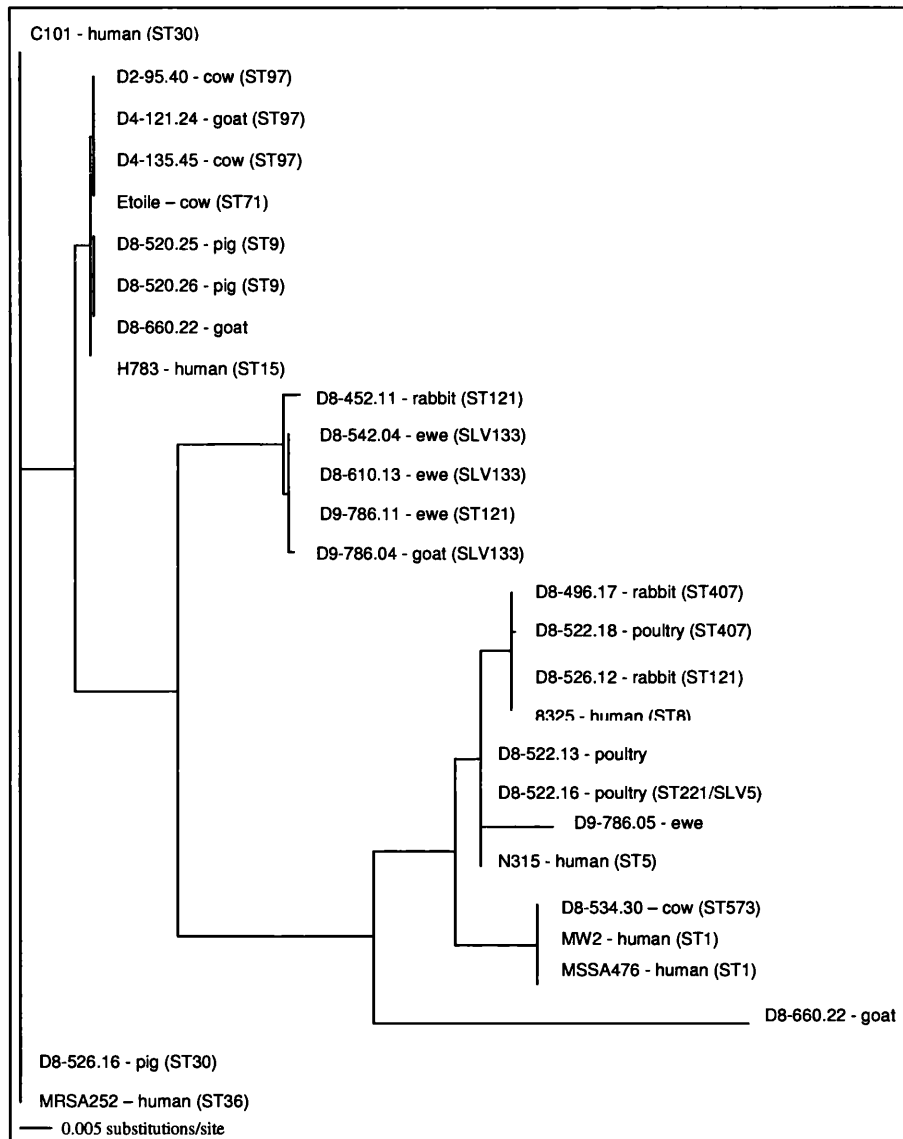 C101 - human (ST30)
D2-95.40 - cow (ST97)
D4-121.24 - goat (ST97)
D4-135.45 - cow (ST97)
Etoile – cow (ST71)
D8-520.25 - pig (ST9)
D8-520.26 - pig (ST9)
D8-660.22 - goat
H783 - human (ST15)
D8-452.11 - rabbit (ST121)
D8-542.04 - ewe (SLV133)
D8-610.13 - ewe (SLV133)
D9-786.11 - ewe (ST121)
D9-786.04 - goat (SLV133)
D8-496.17 - rabbit (ST407)
D8-522.18 - poultry (ST407)
D8-526.12 - rabbit (ST121)
8325 - human (ST8)
D8-522.13 - poultry
D8-522.16 - poultry (ST221/SLV5)
D9-786.05 - ewe
N315 - human (ST5)
D8-534.30 – cow (ST573)
MW2 - human (ST1)
MSSA476 - human (ST1)
D8-660.22 - goat
D8-526.16 - pig (ST30)
MRSA252 – human (ST36)
0.005 substitutions/site